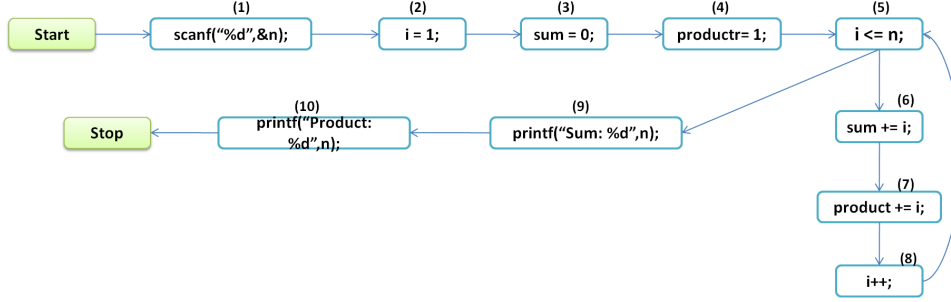 (1)
(2)
(3)
(4)
(5)
Start
scanf(“%d”,&n);
i = 1;
sum = 0;
productr= 1;
i <= n;
(10)
(9)
(6)
Stop
printf(“Product:
%d”,n);
printf(“Sum: %d”,n);
sum += i;
(7)
product += i;
(8)
i++;